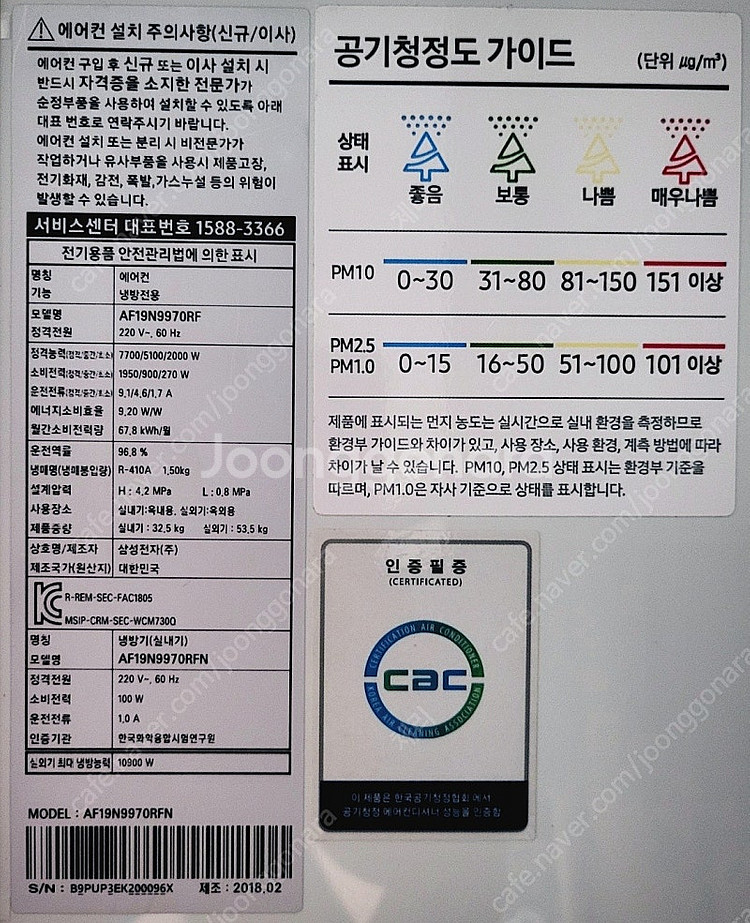 에어컨 설치 주의사항(신규/이사)
에어컨 구입 후 신규 또는 이사 설치 시
반드시 자격증을 소지한 전문가가
순정부품을 사용하여 설치할 수 있도록 아래
대표 번호로 연락주시기 바랍니다.
에어컨 설치 또는 분리 시 비전문가가
작업하거나 유사부품을 사용시 제품고장,
전기화재, 감전, 폭발,가스누설 등의 위험이
발생할 수 있습니다.
서비스센터 대표번호 1588-3366
전기용품 안전관리법에 의한 표시
명칭 에어컨
기능 냉방전용
모델명 AF19N9970RF
정격전원 220 V~, 60 Hz
정격능력(정격/중간/최소) 7700/5100/2000 W
소비전력(정격/중간/최소) 1950/900/270 W
운전전류(정격/중간/최소) 9.1/4.6/1.7 A
에너지소비효율 9.20 W/W
월간소비전력량 67.8 kWh/월
운전역률 96.8 %
냉매명(냉매봉입량) R-410A 1.50kg
설계압력 H : 4.2 MPa L : 0.8 MPa
사용장소 실내기:옥내용, 실외기:옥외용
제품중량 실내기 : 32.5 kg 실외기 : 53.5 kg
상호명/제조자 삼성전자(주)
제조국가(원산지) 대한민국
R-REM-SEC-FAC1805
MSIP-CRM-SEC-WCM730Q
명칭 냉방기(실내기)
모델명 AF19N9970RFN
정격전원 220 V~, 60 Hz
소비전력 100 W
운전전류 1.0 A
인증기관 한국화학융합시험연구원
실외기 최대 냉방능력 10900 W
MODEL : AF19N9970RFN
S/N : B9PUP3EK200096X 제조 : 2018.02
공기청정도 가이드 (단위 μg/m³)
상태
표시
좋음 보통 나쁨 매우나쁨
PM10 0~30 31~80 81~150 151 이상
PM2.5
PM1.0 0~15 16~50 51~100 101 이상
제품에 표시되는 먼지 농도는 실시간으로 실내 환경을 측정하므로
환경부 가이드와 차이가 있고, 사용 장소, 사용 환경, 계측 방법에 따라
차이가 날 수 있습니다. PM10, PM2.5 상태 표시는 환경부 기준을
따르며, PM1.0은 자사 기준으로 상태를 표시합니다.
인증필증
(CERTIFICATED)
CERTIFICATION AIR CONDITIONER
cac
KOREA AIR CLEANING ASSOCIATION
이 제품은 한국공기청정협회에서
공기청정 에어컨디셔너 성능을 인증함
Joonggonara
cafe.naver.com/joonggonara